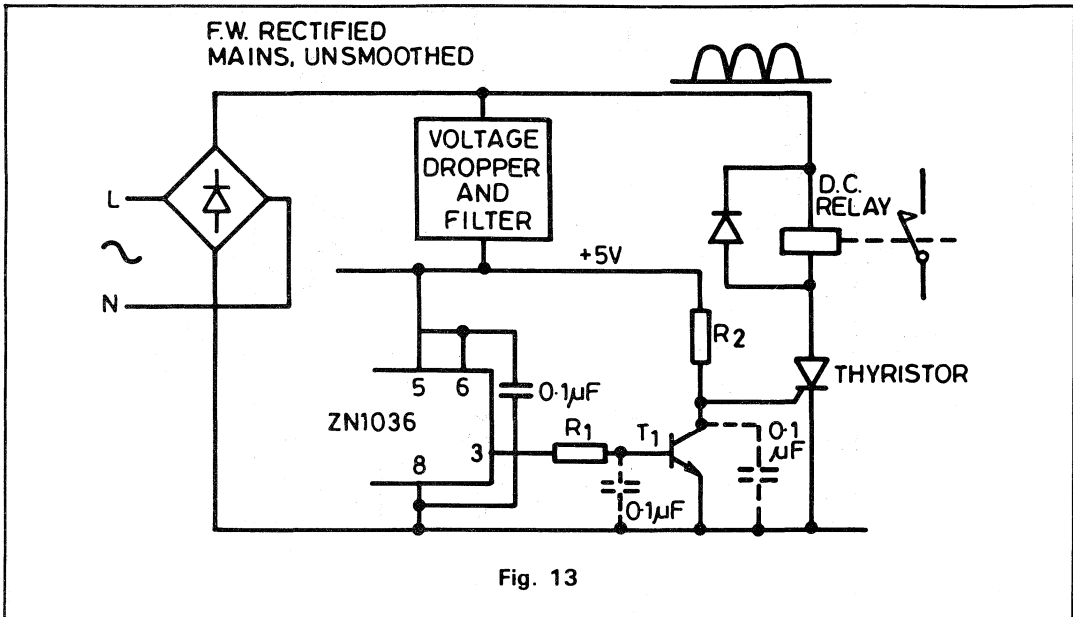 F.W. RECTIFIED
MAINS, UNSMOOTHED
VOLTAGE
DROPPER
AND
FILTER
L
N
D.C.
RELAY
+5V
R2
THYRISTOR
5 6
0.1µF
ZN1036
3
8
R1
T1
0.1µF
0.1
µF
Fig. 13